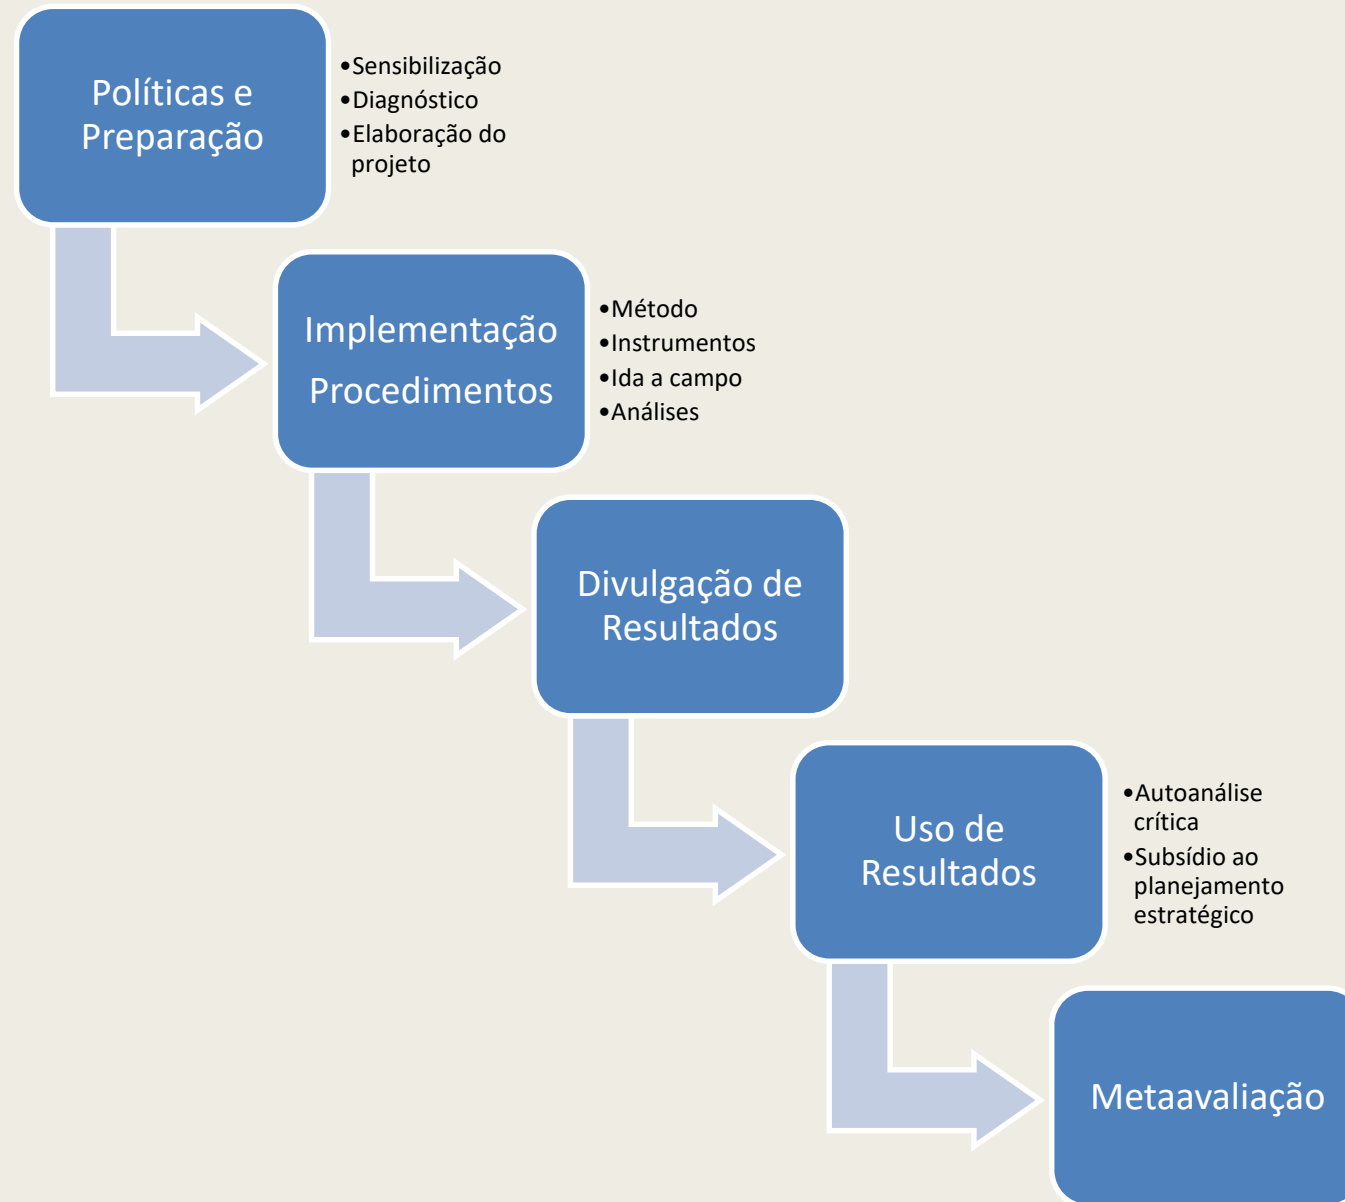 Políticas e
Preparação
•Sensibilização
•Diagnóstico
•Elaboração do
projeto
Implementação
Procedimentos
•Método
•Instrumentos
•Ida a campo
•Análises
Divulgação de
Resultados
Uso de
Resultados
•Autoanálise
crítica
•Subsídio ao
planejamento
estratégico
Metaavaliação